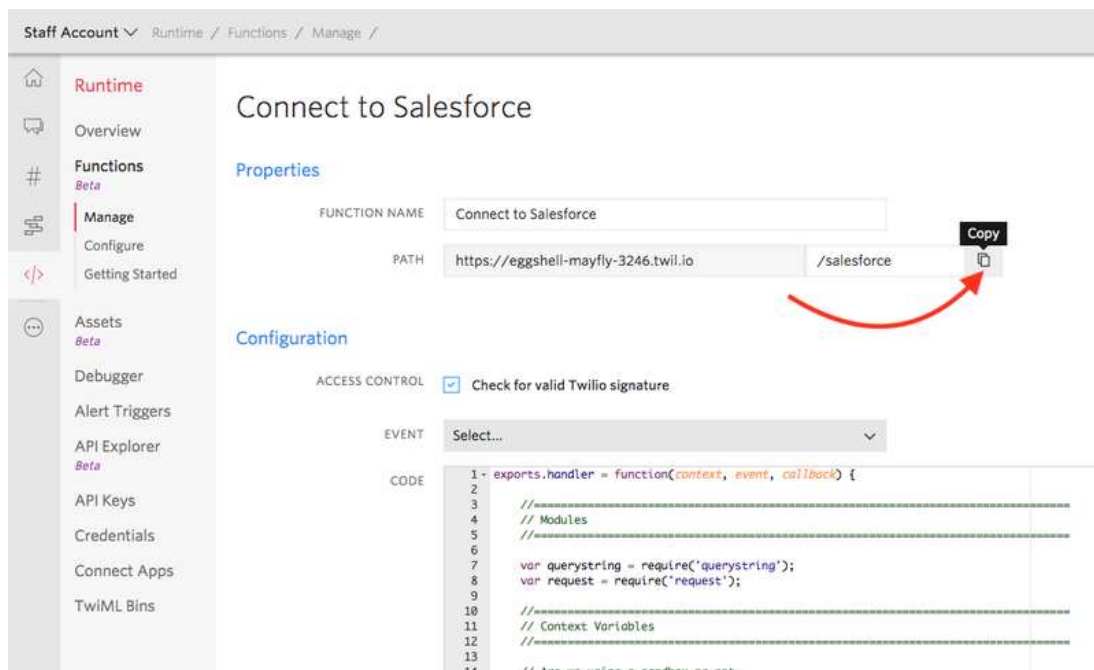 Staff Account Runtime / Functions / Manage /
Runtime
Overview
Functions
Beta
Manage
Configure
Getting Started
Assets
Beta
Debugger
Alert Triggers
API Explorer
Beta
API Keys
Credentials
Connect Apps
TwiML Bins
Connect to Salesforce
Properties
FUNCTION NAME Connect to Salesforce
Copy
PATH https://eggshell-mayfly-3246.twil.io /salesforce
Configuration
ACCESS CONTROL Check for valid Twilio signature
EVENT Select...
CODE
1 exports.handler = function(context, event, callback) {
2
3 //==========================================================================
4 // Modules
5 //==========================================================================
6
7 var querystring = require('querystring');
8 var request = require('request');
9
10 //==========================================================================
11 // Context Variables
12 //==========================================================================
13